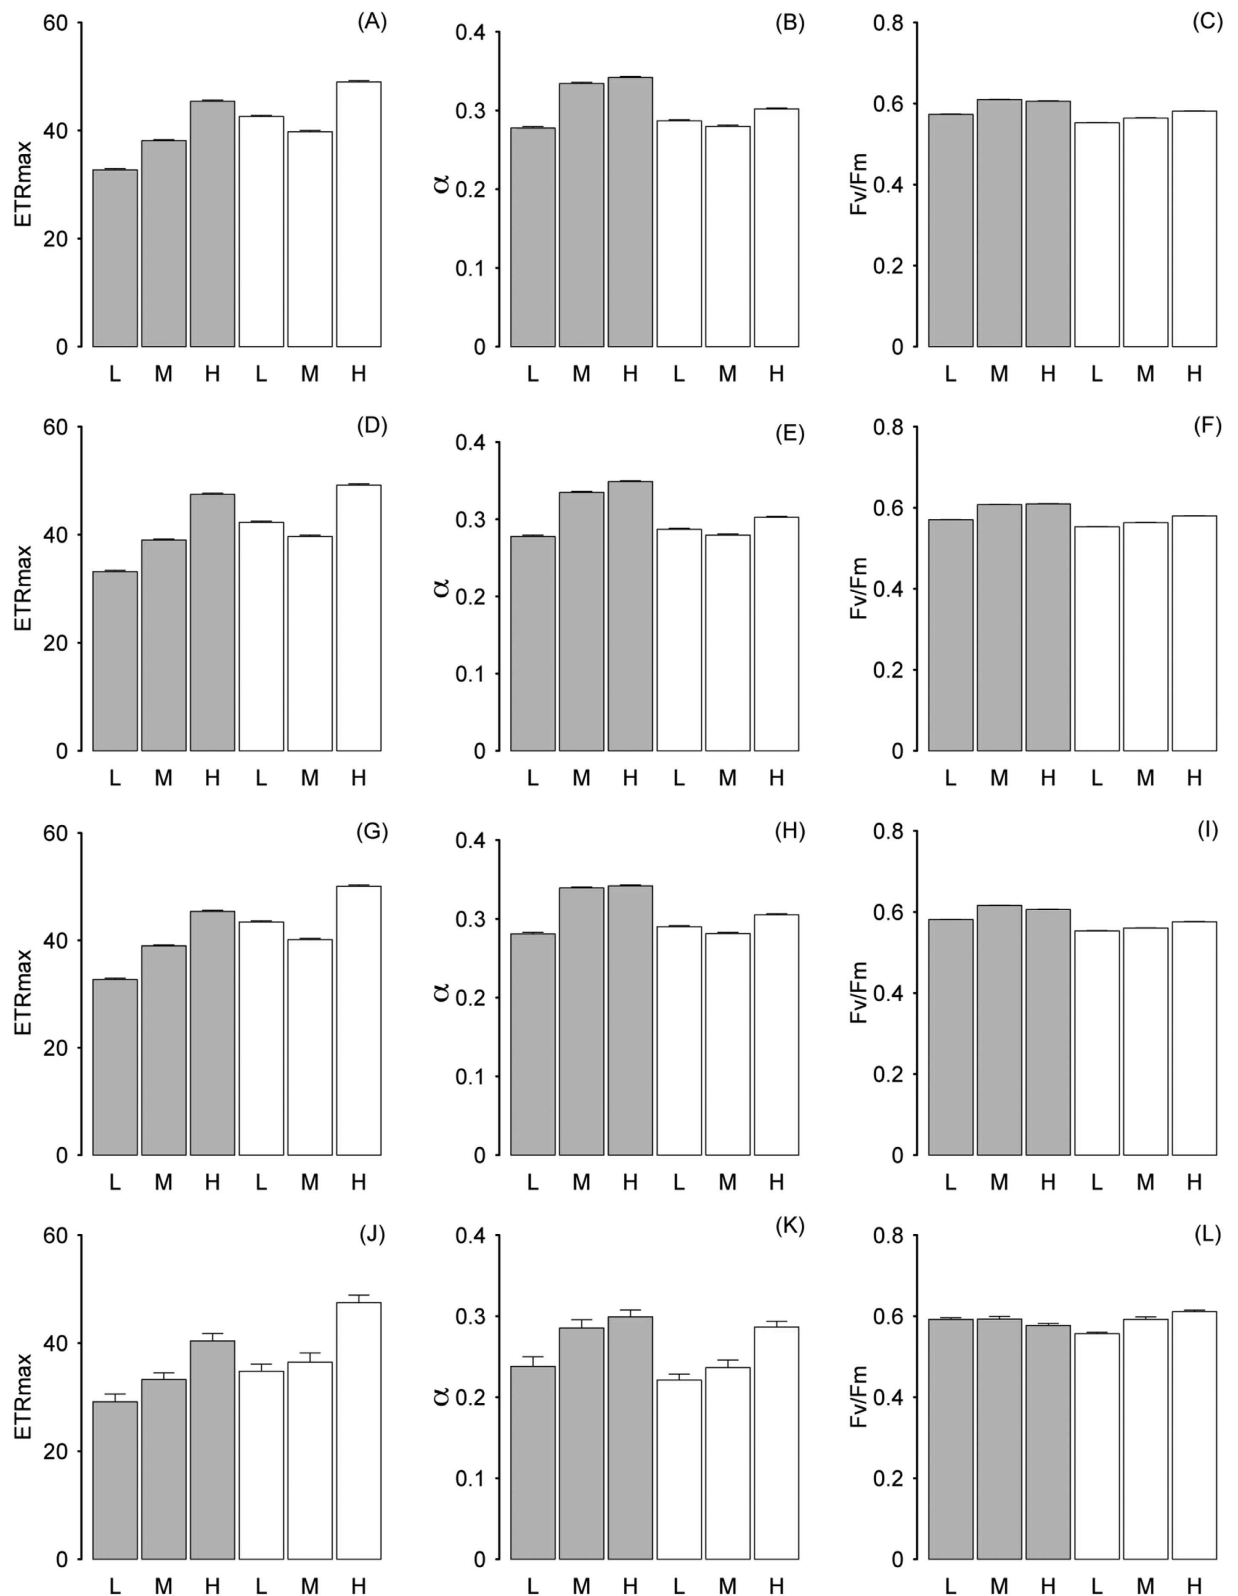 60 (A) 0.4 (B) 0.8 (C)
40 0.3 0.6
ETRmax α 0.2 Fv/Fm 0.4
20 0.1 0.2
0 0 0
L M H L M H L M H L M H L M H L M H
60 (D) 0.4 (E) 0.8 (F)
40 0.3 0.6
ETRmax α 0.2 Fv/Fm 0.4
20 0.1 0.2
0 0 0
L M H L M H L M H L M H L M H L M H
60 (G) 0.4 (H) 0.8 (I)
40 0.3 0.6
ETRmax α 0.2 Fv/Fm 0.4
20 0.1 0.2
0 0 0
L M H L M H L M H L M H L M H L M H
60 (J) 0.4 (K) 0.8 (L)
40 0.3 0.6
ETRmax α 0.2 Fv/Fm 0.4
20 0.1 0.2
0 0 0
L M H L M H L M H L M H L M H L M H